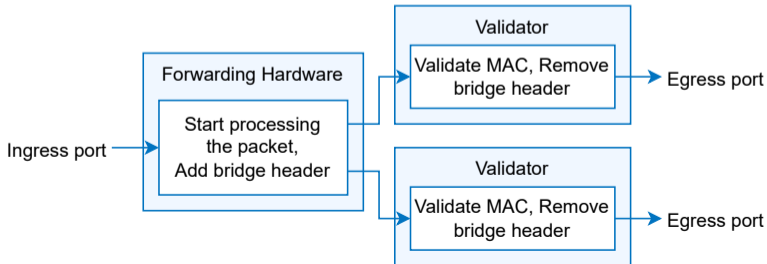 Ingress port
Forwarding Hardware
Start processing
the packet,
Add bridge header
Validator
Validate MAC, Remove
bridge header
Egress port
Validator
Validate MAC, Remove
bridge header
Egress port